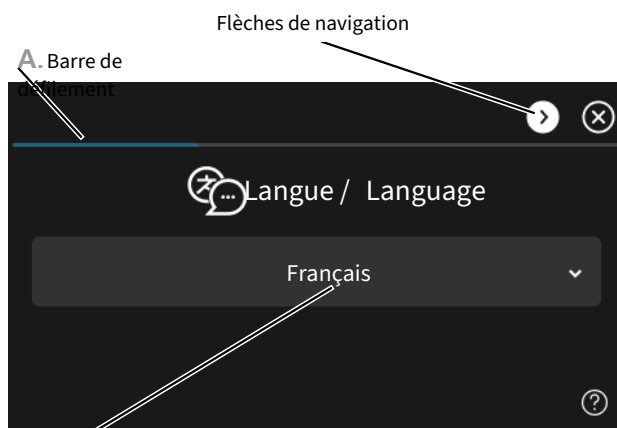 Flèches de navigation
A. Barre de
défilement
Langue / Language
Français